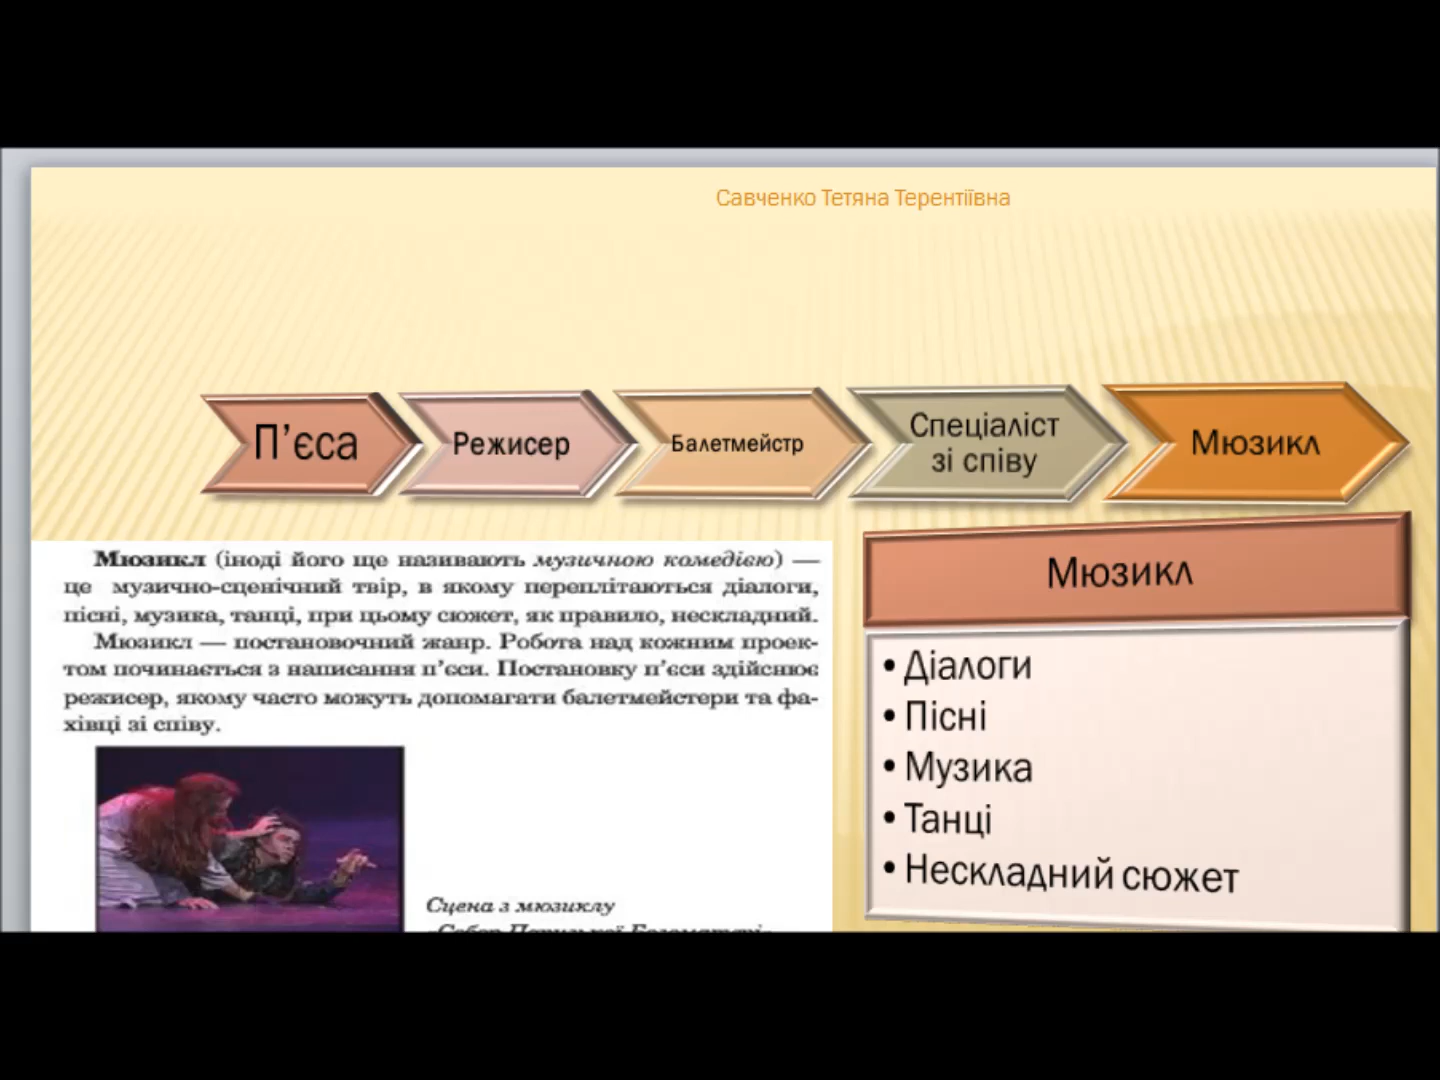 Савченко Тетяна Терентіївна
П’єса
Режисер
Балетмейстр
Спеціаліст
зі співу
Мюзикл
Мюзикл (іноді його ще називають музичною комедією) —
це музично-сценічний твір, в якому переплітаються діалоги,
пісні, музика, танці, при цьому сюжет, як правило, нескладний.
Мюзикл — постановочний жанр. Робота над кожним проек-
том починається з написання п’єси. Постановку п’єси здійснює
режисер, якому часто можуть допомагати балетмейстери та фа-
хівці зі співу.
Сцена з мюзиклу
«Собор Паризької Богоматері»
Мюзикл
• Діалоги
• Пісні
• Музика
• Танці
• Нескладний сюжет